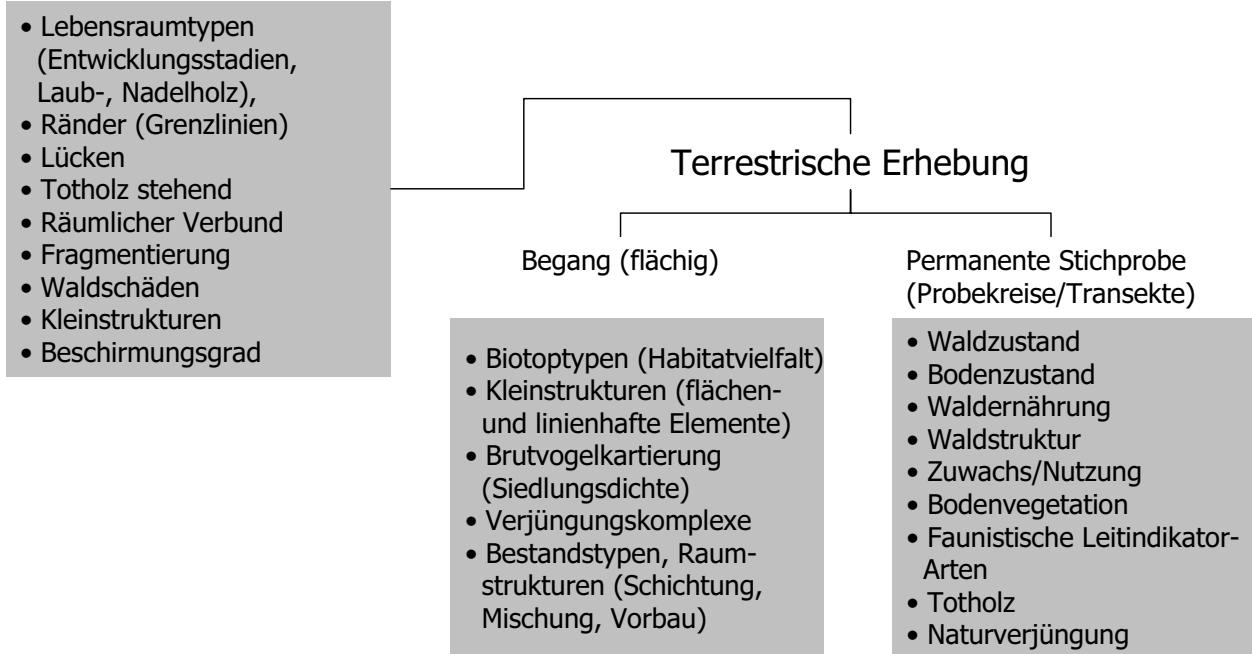 • Lebensraumtypen
(Entwicklungsstadien,
Laub-, Nadelholz),
• Ränder (Grenzlinien)
• Lücken
• Totholz stehend
• Räumlicher Verbund
• Fragmentierung
• Waldschäden
• Kleinstrukturen
• Beschirmungsgrad
Terrestrische Erhebung
Begang (flächig)
• Biotoptypen (Habitatvielfalt)
• Kleinstrukturen (flächen-
und linienhafte Elemente)
• Brutvogelkartierung
(Siedlungsdichte)
• Verjüngungskomplexe
• Bestandstypen, Raum-
strukturen (Schichtung,
Mischung, Vorbau)
Permanente Stichprobe
(Probekreise/Transekte)
• Waldzustand
• Bodenzustand
• Waldernährung
• Waldstruktur
• Zuwachs/Nutzung
• Bodenvegetation
• Faunistische Leitindikator-
Arten
• Totholz
• Naturverjüngung